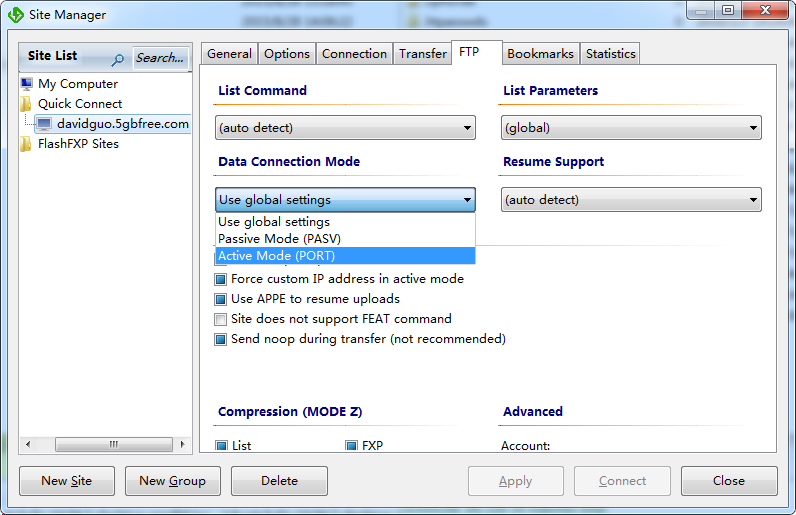 Site Manager
Site List
Search...
My Computer
Quick Connect
davidguo.5gbfree.com
FlashFXP Sites
General Options Connection Transfer FTP Bookmarks Statistics
List Command
List Parameters
(auto detect)
(global)
Data Connection Mode
Resume Support
Use global settings
(auto detect)
Use global settings
Passive Mode (PASV)
Active Mode (PORT)
Force custom IP address in active mode
Use APPE to resume uploads
Site does not support FEAT command
Send noop during transfer (not recommended)
Compression (MODE Z)
Advanced
List
FXP
Account:
New Site
New Group
Delete
Apply
Connect
Close